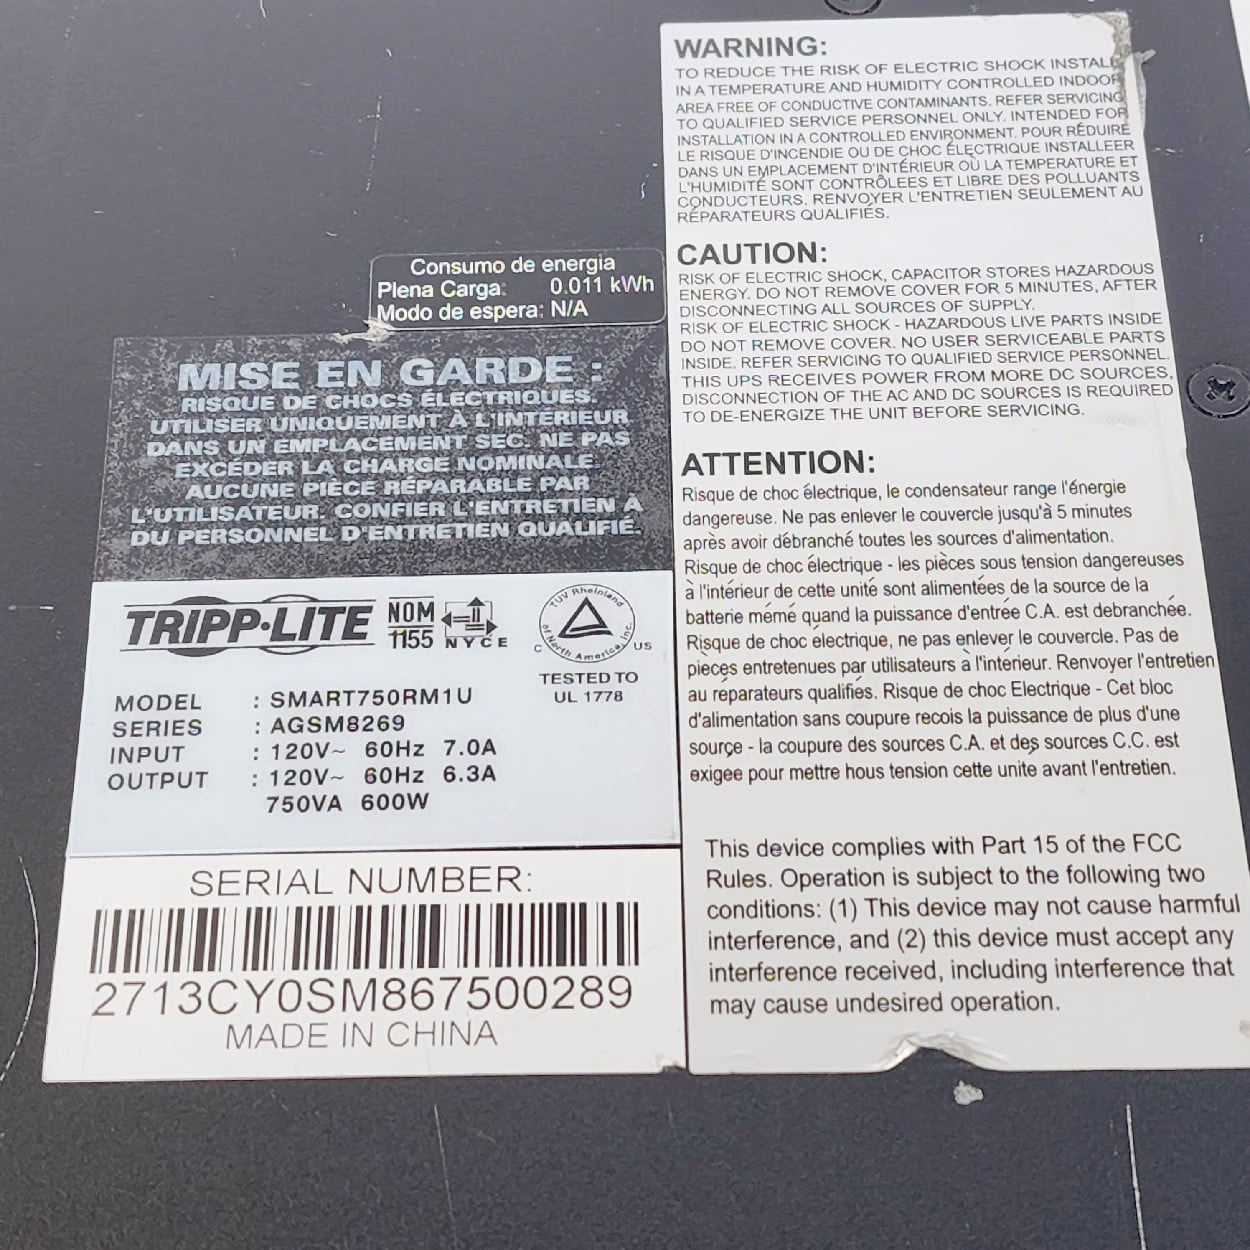 WARNING:
TO REDUCE THE RISK OF ELECTRIC SHOCK INSTALL
IN A TEMPERATURE AND HUMIDITY CONTROLLED INDOOR
AREA FREE OF CONDUCTIVE CONTAMINANTS. REFER SERVICING
TO QUALIFIED SERVICE PERSONNEL ONLY. INTENDED FOR
INSTALLATION IN A CONTROLLED ENVIRONMENT. POUR RÉDUIRE
LE RISQUE D'INCENDIE OU DE CHOC ÉLECTRIQUE INSTALLEER
DANS UN EMPLACEMENT D'INTÉRIEUR OÙ LA TEMPERATURE ET
L'HUMIDITÉ SONT CONTRÔLEES ET LIBRE DES POLLUANTS
CONDUCTEURS. RENVOYER L'ENTRETIEN SEULEMENT AU
RÉPARATEURS QUALIFIÉS.
CAUTION:
RISK OF ELECTRIC SHOCK, CAPACITOR STORES HAZARDOUS
ENERGY. DO NOT REMOVE COVER FOR 5 MINUTES, AFTER
DISCONNECTING ALL SOURCES OF SUPPLY.
RISK OF ELECTRIC SHOCK - HAZARDOUS LIVE PARTS INSIDE
DO NOT REMOVE COVER. NO USER SERVICEABLE PARTS
INSIDE. REFER SERVICING TO QUALIFIED SERVICE PERSONNEL.
THIS UPS RECEIVES POWER FROM MORE DC SOURCES,
DISCONNECTION OF THE AC AND DC SOURCES IS REQUIRED
TO DE-ENERGIZE THE UNIT BEFORE SERVICING.
ATTENTION:
Risque de choc électrique, le condensateur range l'énergie
dangereuse. Ne pas enlever le couvercle jusqu'à 5 minutes
après avoir débranché toutes les sources d'alimentation.
Risque de choc électrique - les pièces sous tension dangereuses
à l'intérieur de cette unité sont alimentées de la source de la
batterie mémé quand la puissance d'entrée C.A. est debranchée.
Risque de choc électrique, ne pas enlever le couvercle. Pas de
pièces entretenues par utilisateurs à l'intérieur. Renvoyer l'entretien
au réparateurs qualifiés. Risque de choc Electrique - Cet bloc
d'alimentation sans coupure recois la puissance de plus d'une
sourçe - la coupure des sources C.A. et des sources C.C. est
exigee pour mettre hous tension cette unité avant l'entretien.
This device complies with Part 15 of the FCC
Rules. Operation is subject to the following two
conditions: (1) This device may not cause harmful
interference, and (2) this device must accept any
interference received, including interference that
may cause undesired operation.
Consumo de energia
Plena Carga: 0.011 kWh
Modo de espera: N/A
MISE EN GARDE :
RISQUE DE CHOCS ÉLECTRIQUES.
UTILISER UNIQUEMENT À L'INTÉRIEUR
DANS UN EMPLACEMENT SEC. NE PAS
EXCÉDER LA CHARGE NOMINALE.
AUCUNE PIÈCE RÉPARABLE PAR
L'UTILISATEUR. CONFIER L'ENTRETIEN À
DU PERSONNEL D'ENTRETIEN QUALIFIÉ.
TRIPP·LITE
NOM
1155 NYCE
TÜV Rheinland
of North America, Inc.
C US
TESTED TO
UL 1778
MODEL : SMART750RM1U
SERIES : AGSM8269
INPUT : 120V~ 60Hz 7.0A
OUTPUT : 120V~ 60Hz 6.3A
750VA 600W
SERIAL NUMBER:
2713CY0SM867500289
MADE IN CHINA